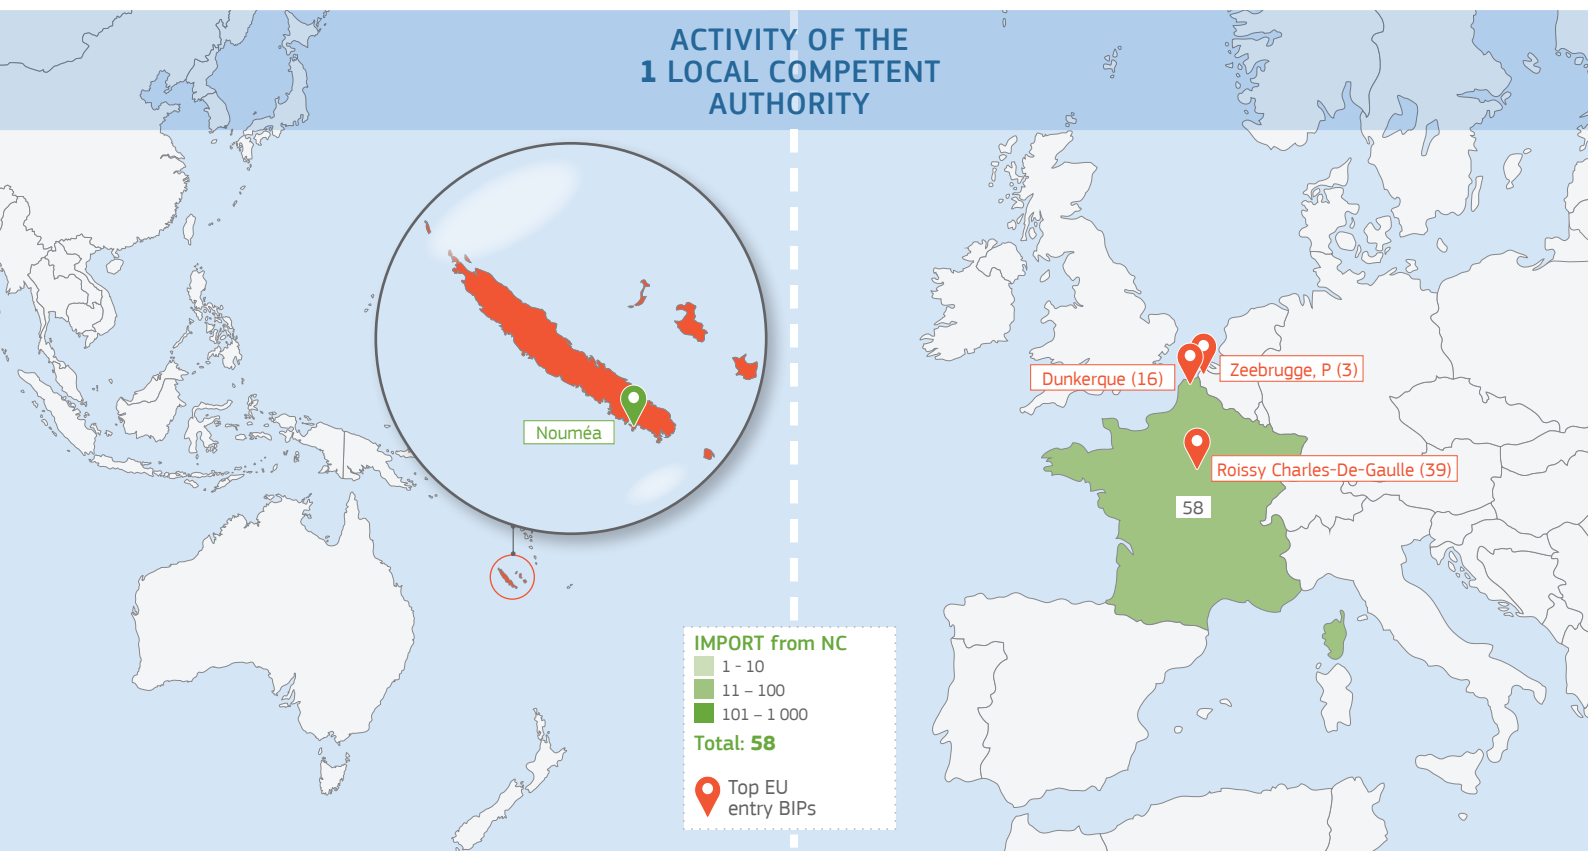 ACTIVITY OF THE
1 LOCAL COMPETENT
AUTHORITY
Nouméa
Dunkerque (16)
Zeebrugge, P (3)
Roissy Charles-De-Gaulle (39)
58
IMPORT from NC
1 - 10
11 – 100
101 – 1 000
Total: 58
Top EU
entry BIPs